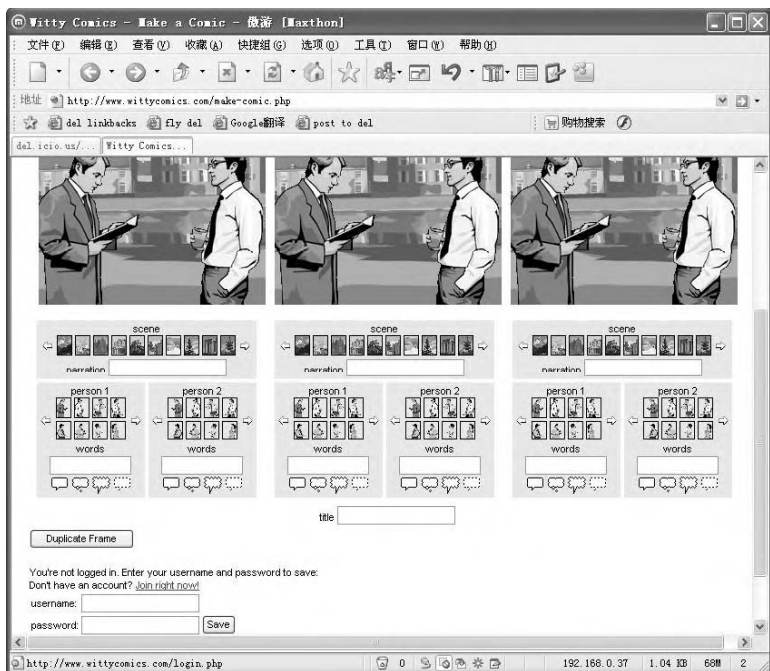 Witty Comics - Make a Comic - 傲游 [Maxthon]
文件(F) 编辑(E) 查看(V) 收藏(A) 快捷组(G) 选项(O) 工具(T) 窗口(W) 帮助(H)
地址 http://www.wittycomics.com/make-comic.php
del linkbacks fly del Google翻译 post to del 购物搜索
del.icio.us/... Witty Comics...
scene scene scene
narration narration narration
person 1 person 2 person 1 person 2 person 1 person 2
words words words words words words
title
Duplicate Frame
You're not logged in. Enter your username and password to save:
Don't have an account? Join right now!
username:
password: Save
http://www.wittycomics.com/login.php 0 192.168.0.37 1.04 KB 68M 2